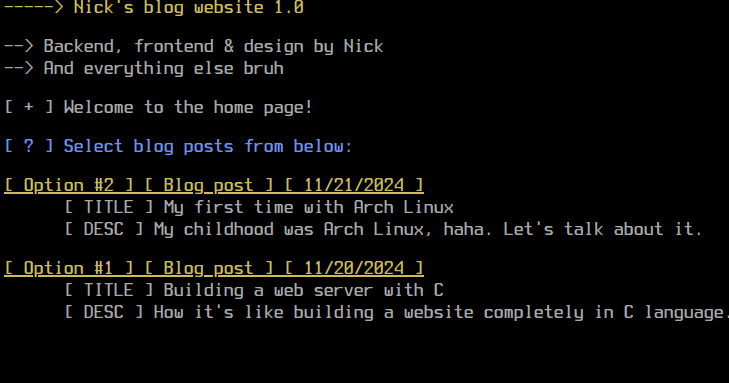 -----> Nick's blog website 1.0
--> Backend, frontend & design by Nick
--> And everything else bruh
[ + ] Welcome to the home page!
[ ? ] Select blog posts from below:
[ Option #2 ] [ Blog post ] [ 11/21/2024 ]
[ TITLE ] My first time with Arch Linux
[ DESC ] My childhood was Arch Linux, haha. Let's talk about it.
[ Option #1 ] [ Blog post ] [ 11/20/2024 ]
[ TITLE ] Building a web server with C
[ DESC ] How it's like building a website completely in C language.